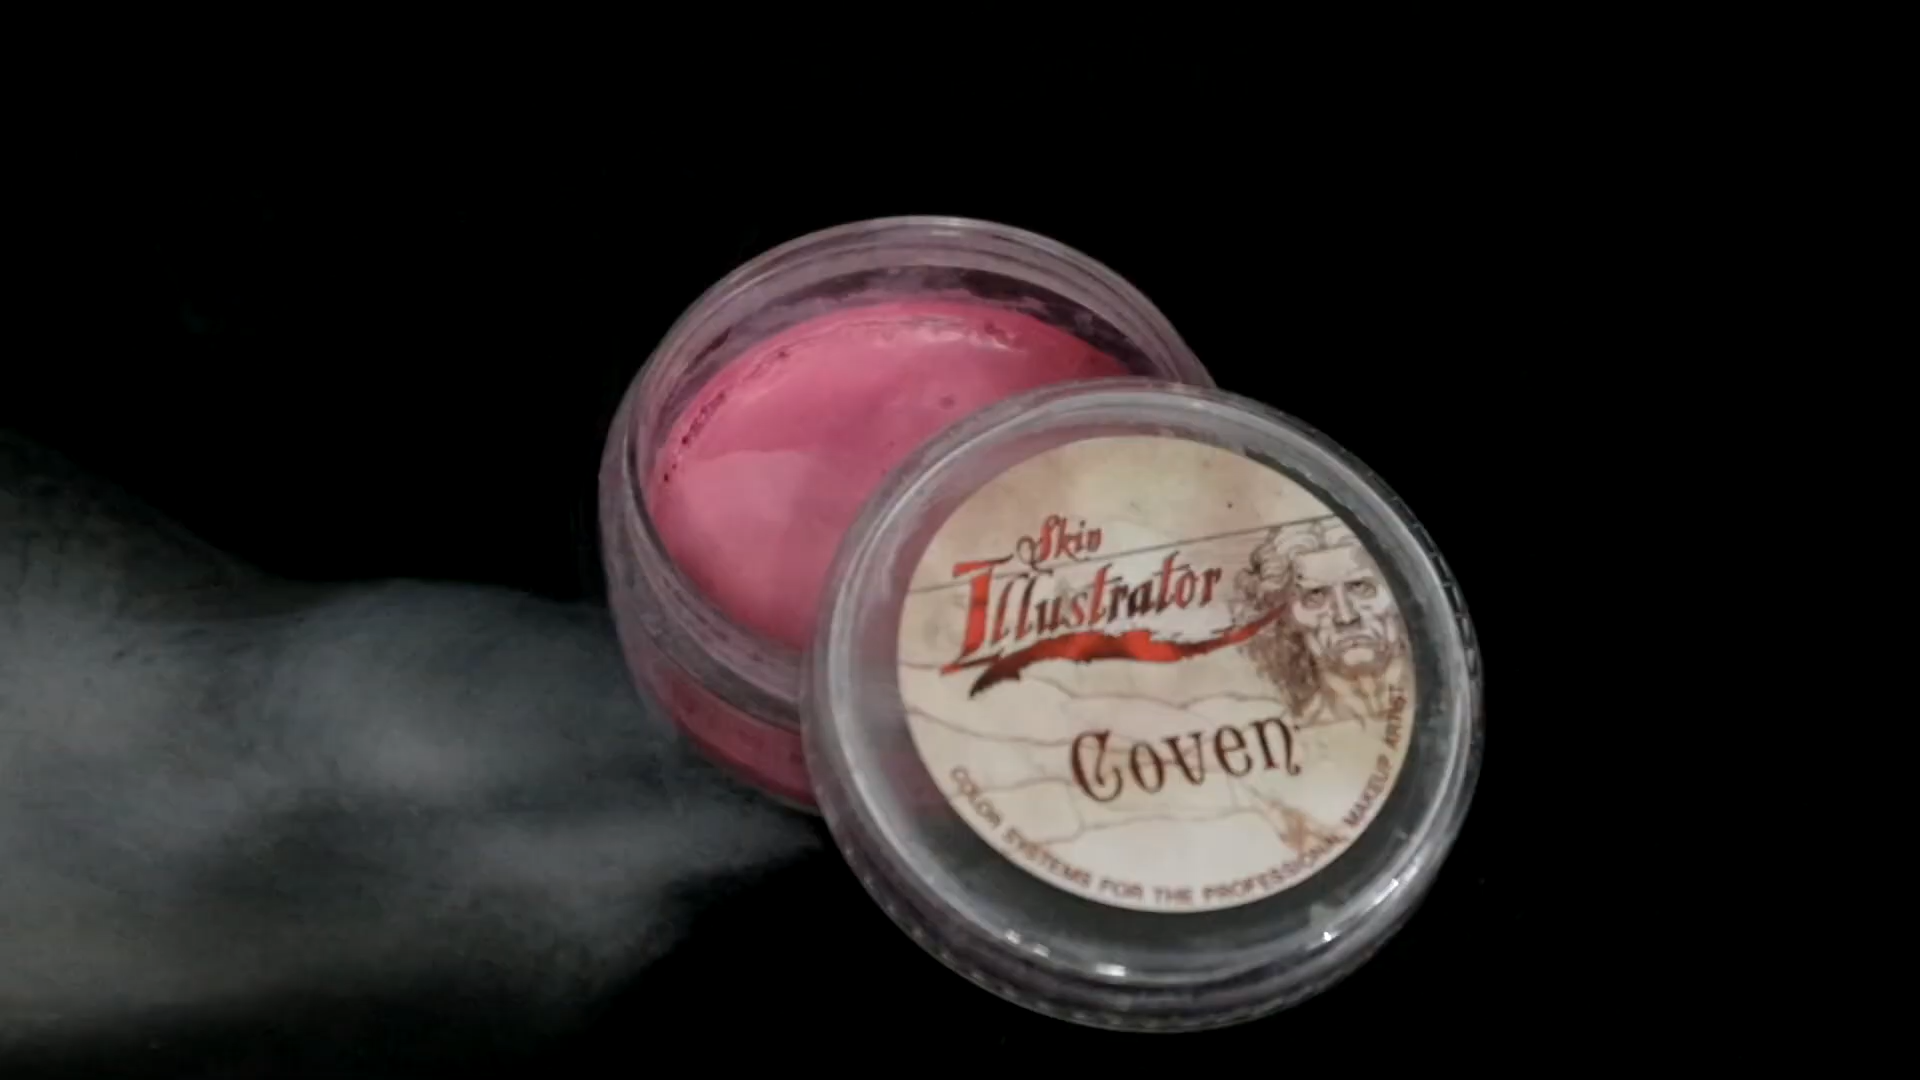 Skin
Illustrator
Coven
COLOR SYSTEMS FOR THE PROFESSIONAL MAKEUP ARTIST